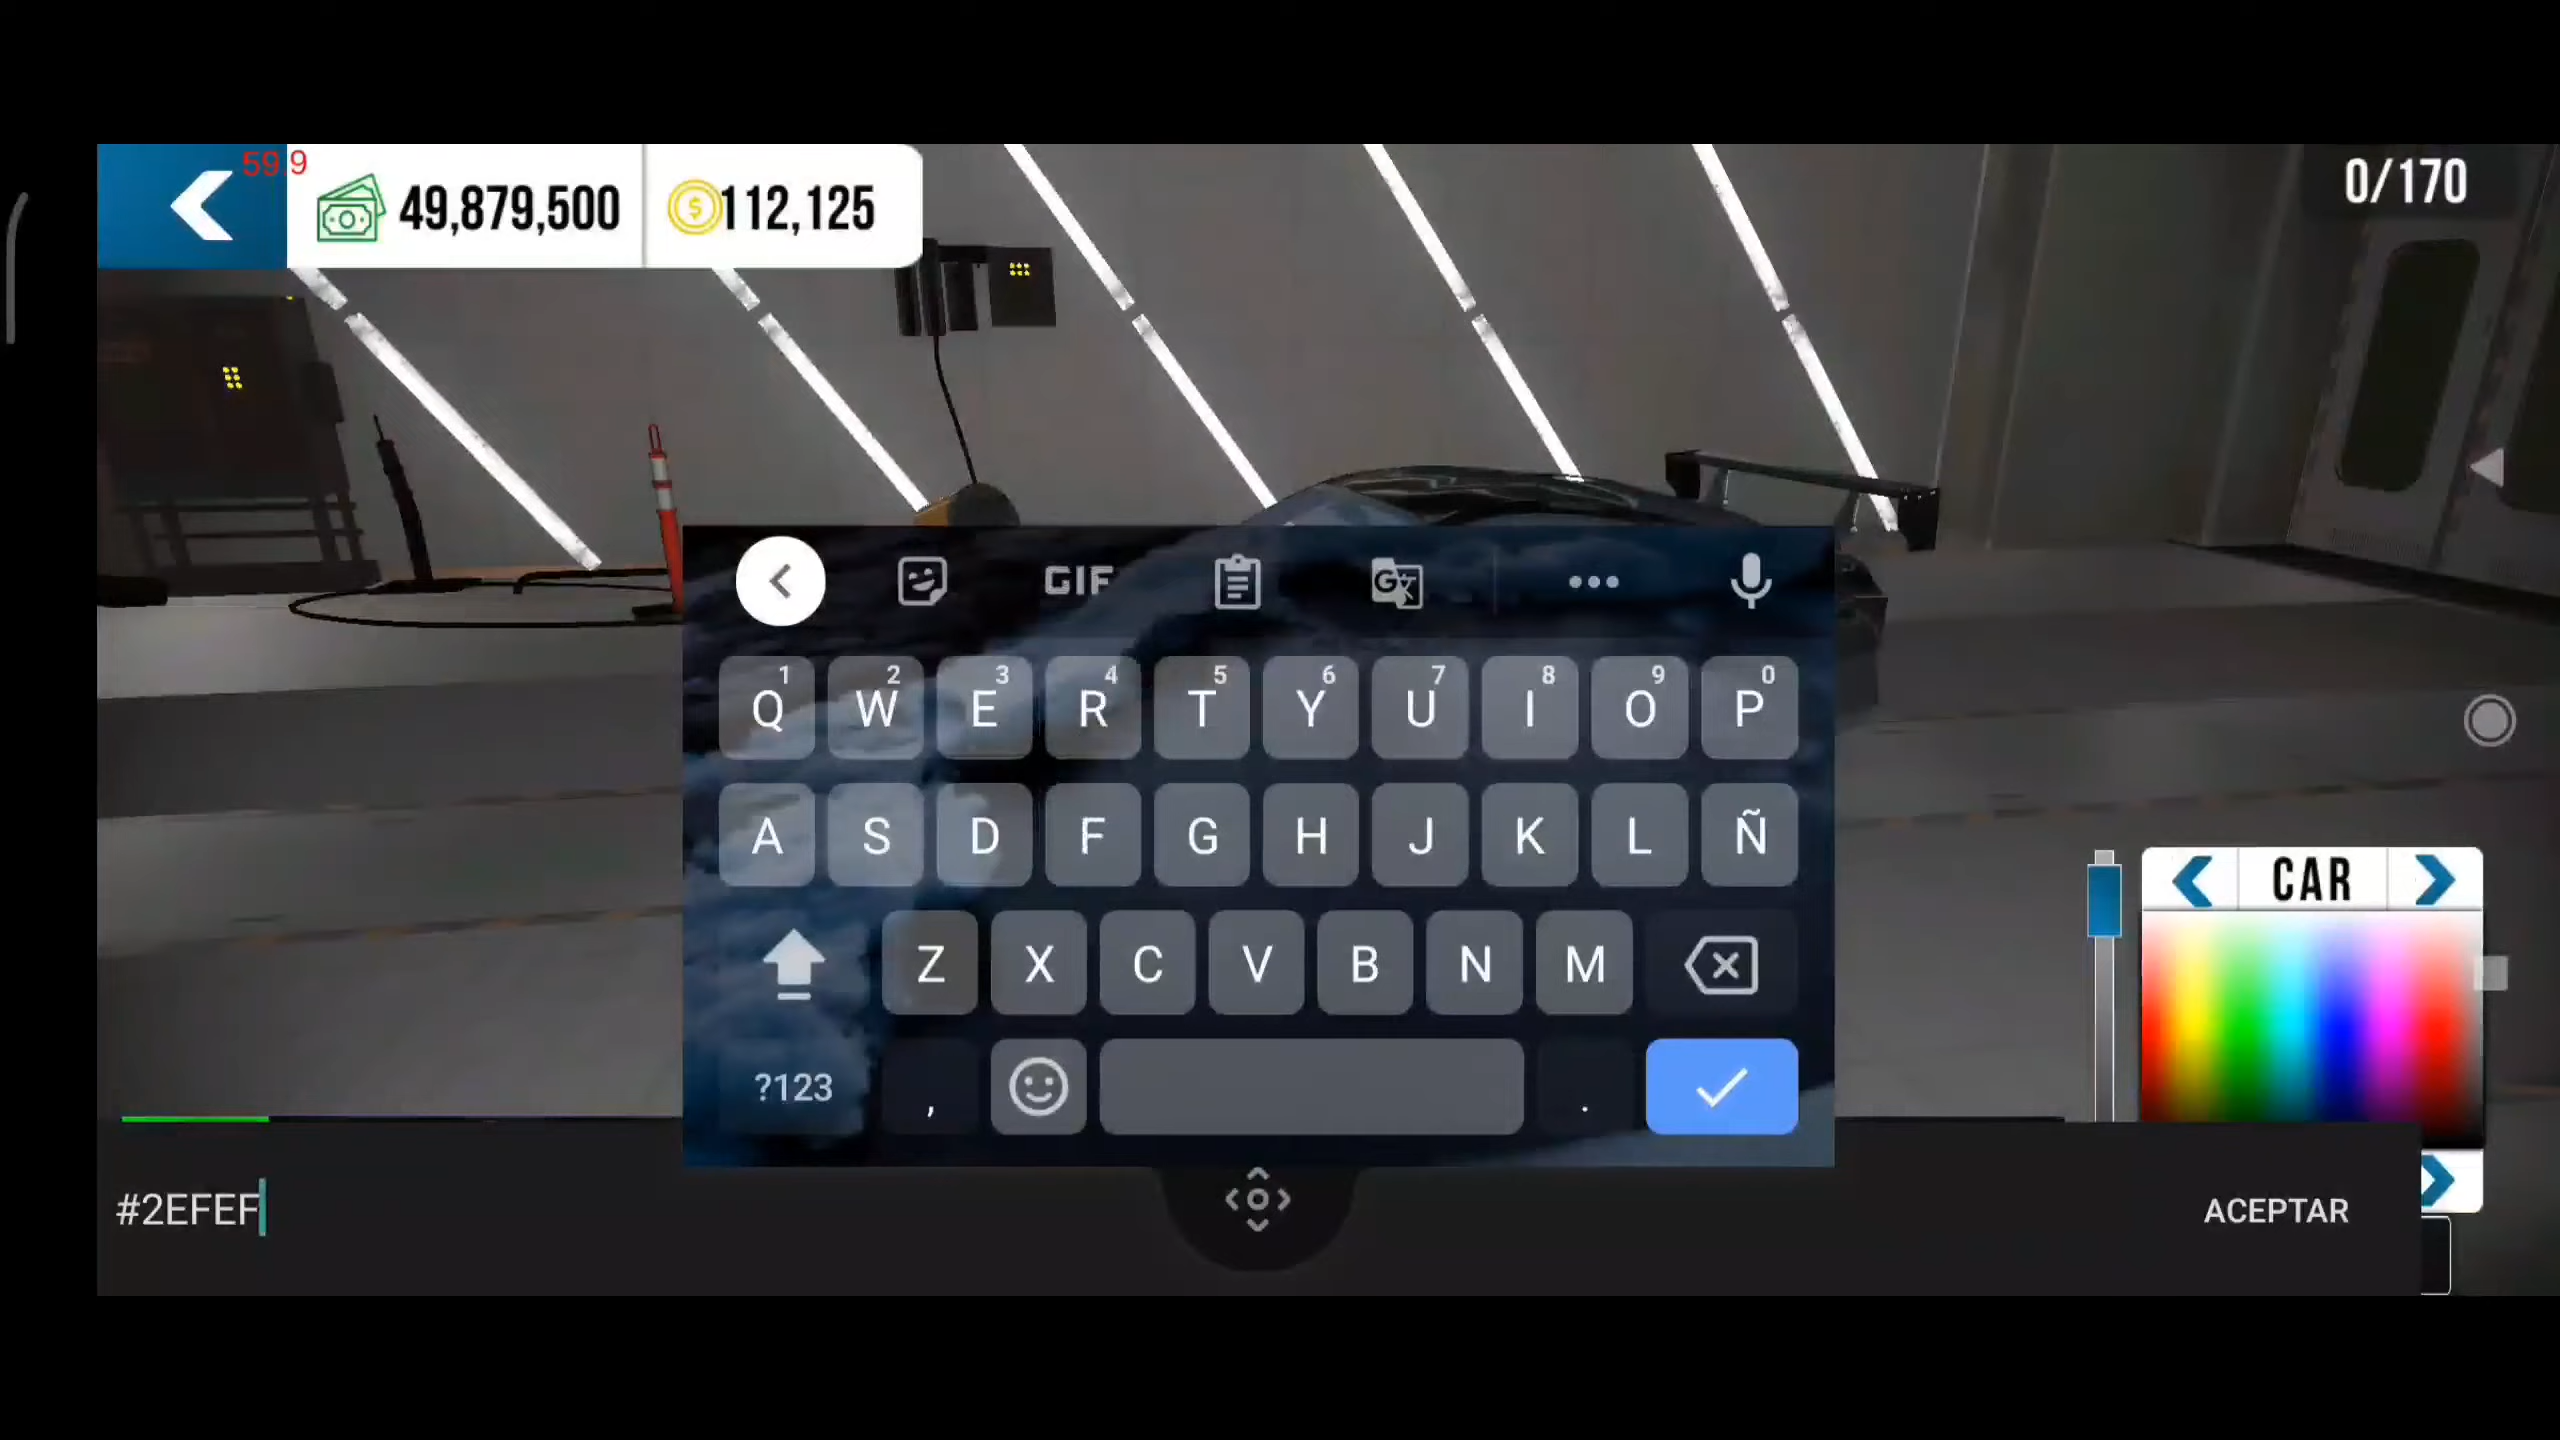 59.9
49,879,500
$
112,125
0/170
GIF
G
1 2 3 4 5 6 7 8 9 0
Q W E R T Y U I O P
A S D F G H J K L Ñ
Z X C V B N M
?123 , .
CAR
#2EFEF
ACEPTAR